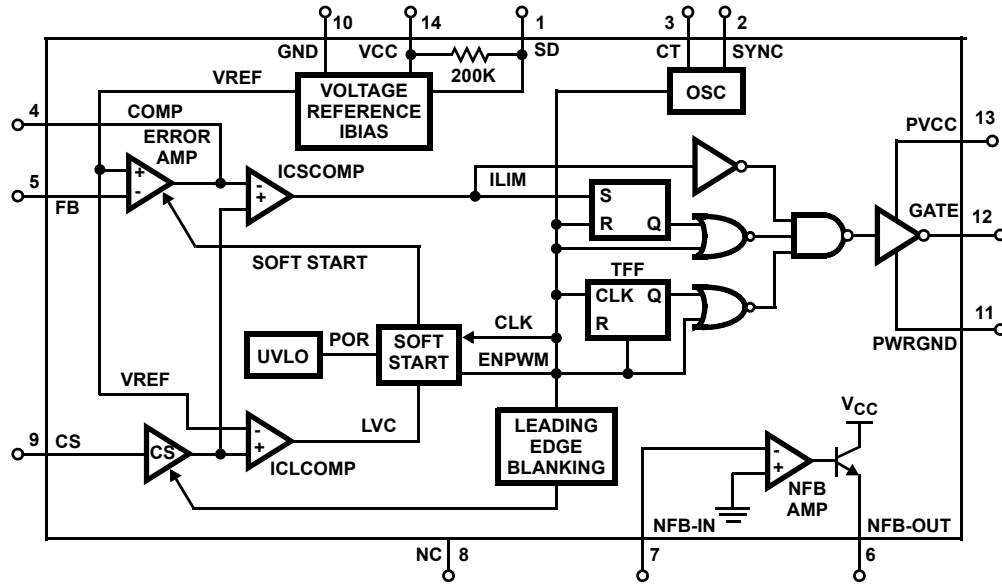 10 14 1 3 2
GND VCC SD CT SYNC
200K
VREF
VOLTAGE
REFERENCE
IBIAS
OSC
4 COMP
ERROR
AMP
+
-
5 FB
ICSCOMP
-
+
ILIM
S
R Q
PVCC 13
GATE 12
11
PWRGND
SOFT START
TFF
CLK Q
R
UVLO
POR
SOFT
START
CLK
ENPWM
VREF
9 CS
CS
-
+
ICLCOMP
LVC
LEADING
EDGE
BLANKING
VCC
-
+
NFB
AMP
NFB-IN
NFB-OUT
NC 8
7
6